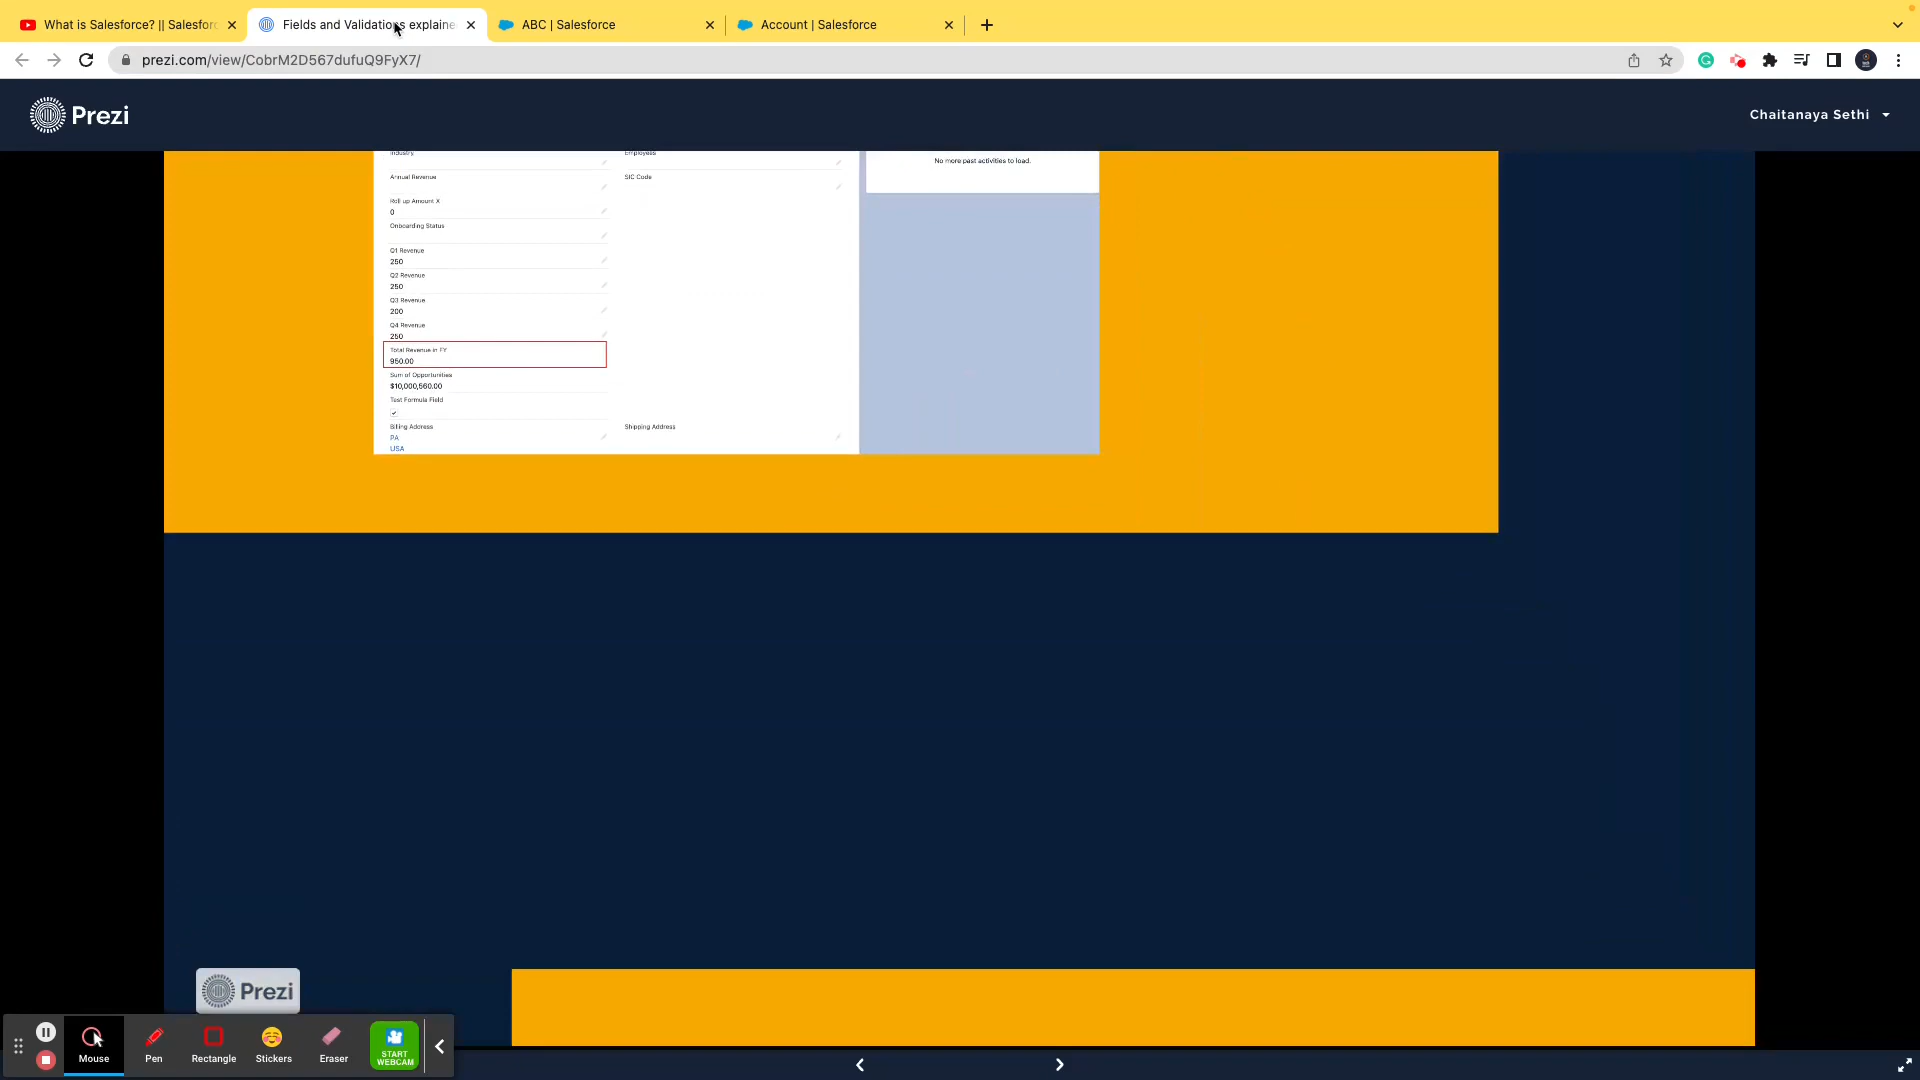 What is Salesforce? || Salesforc
Fields and Validations explaine
ABC | Salesforce
Account | Salesforce
prezi.com/view/CobrM2D567dufuQ9FyX7/
Prezi
Chaitanaya Sethi
Industry
Employees
No more past activities to load.
Annual Revenue
SIC Code
Roll up Amount X
0
Onboarding Status
Q1 Revenue
250
Q2 Revenue
250
Q3 Revenue
200
Q4 Revenue
250
Total Revenue in FY
950.00
Sum of Opportunities
$10,000,560.00
Test Formula Field
Billing Address
Shipping Address
PA
USA
Prezi
Mouse
Pen
Rectangle
Stickers
Eraser
START
WEBCAM